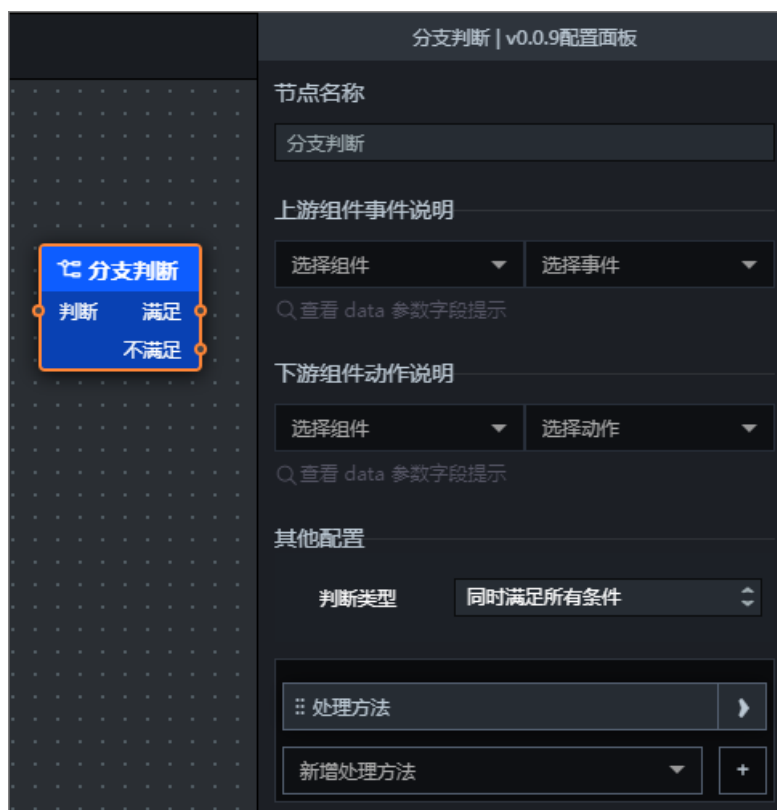 分支判断 | v0.0.9配置面板
节点名称
分支判断
上游组件事件说明
选择组件 选择事件
查看 data 参数字段提示
分支判断
判断 满足
不满足
下游组件动作说明
选择组件 选择动作
查看 data 参数字段提示
其他配置
判断类型 同时满足所有条件
处理方法
新增处理方法 +